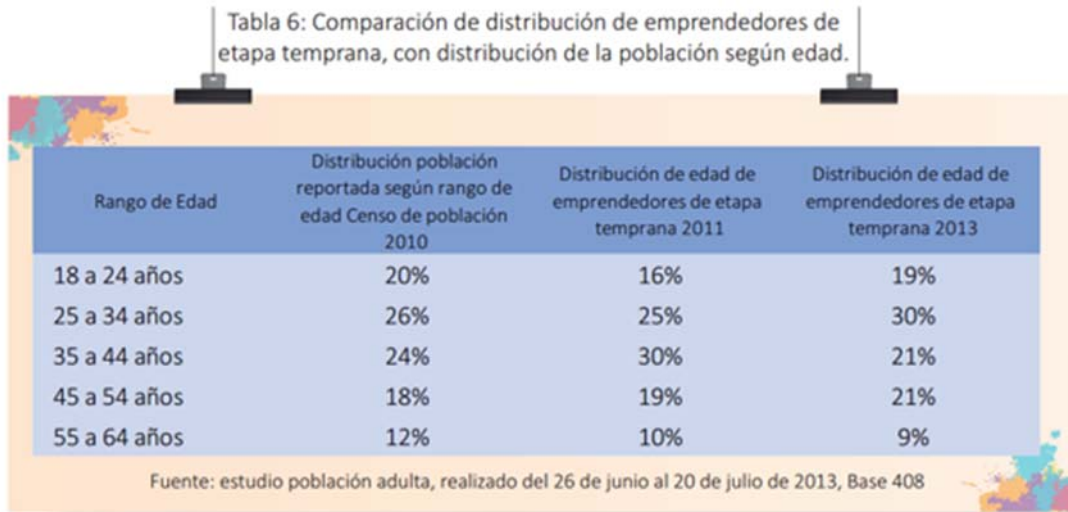 Tabla 6: Comparación de distribución de emprendedores de
etapa temprana, con distribución de la población según edad.
Rango de Edad
Distribución población
reportada según rango de
edad Censo de población
2010
Distribución de edad de
emprendedores de etapa
temprana 2011
Distribución de edad de
emprendedores de etapa
temprana 2013
18 a 24 años 20% 16% 19%
25 a 34 años 26% 25% 30%
35 a 44 años 24% 30% 21%
45 a 54 años 18% 19% 21%
55 a 64 años 12% 10% 9%
Fuente: estudio población adulta, realizado del 26 de junio al 20 de julio de 2013, Base 408